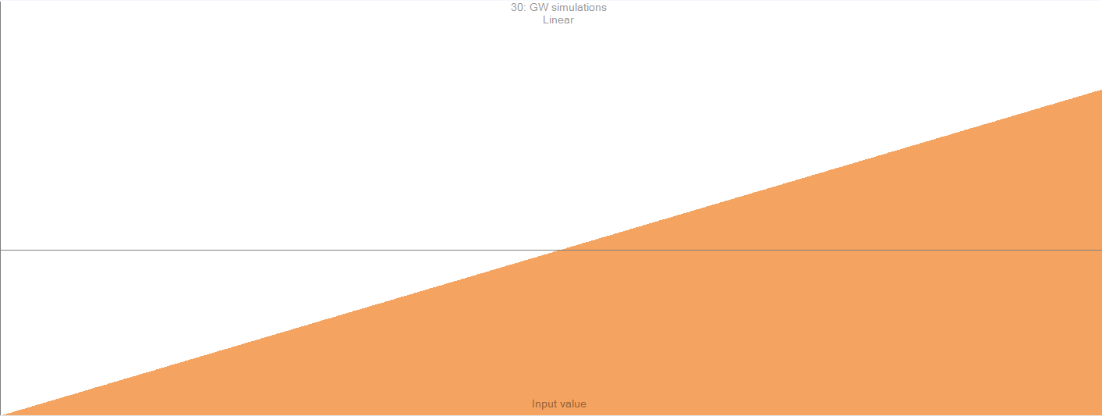 30: GW simulations
Linear
Input value